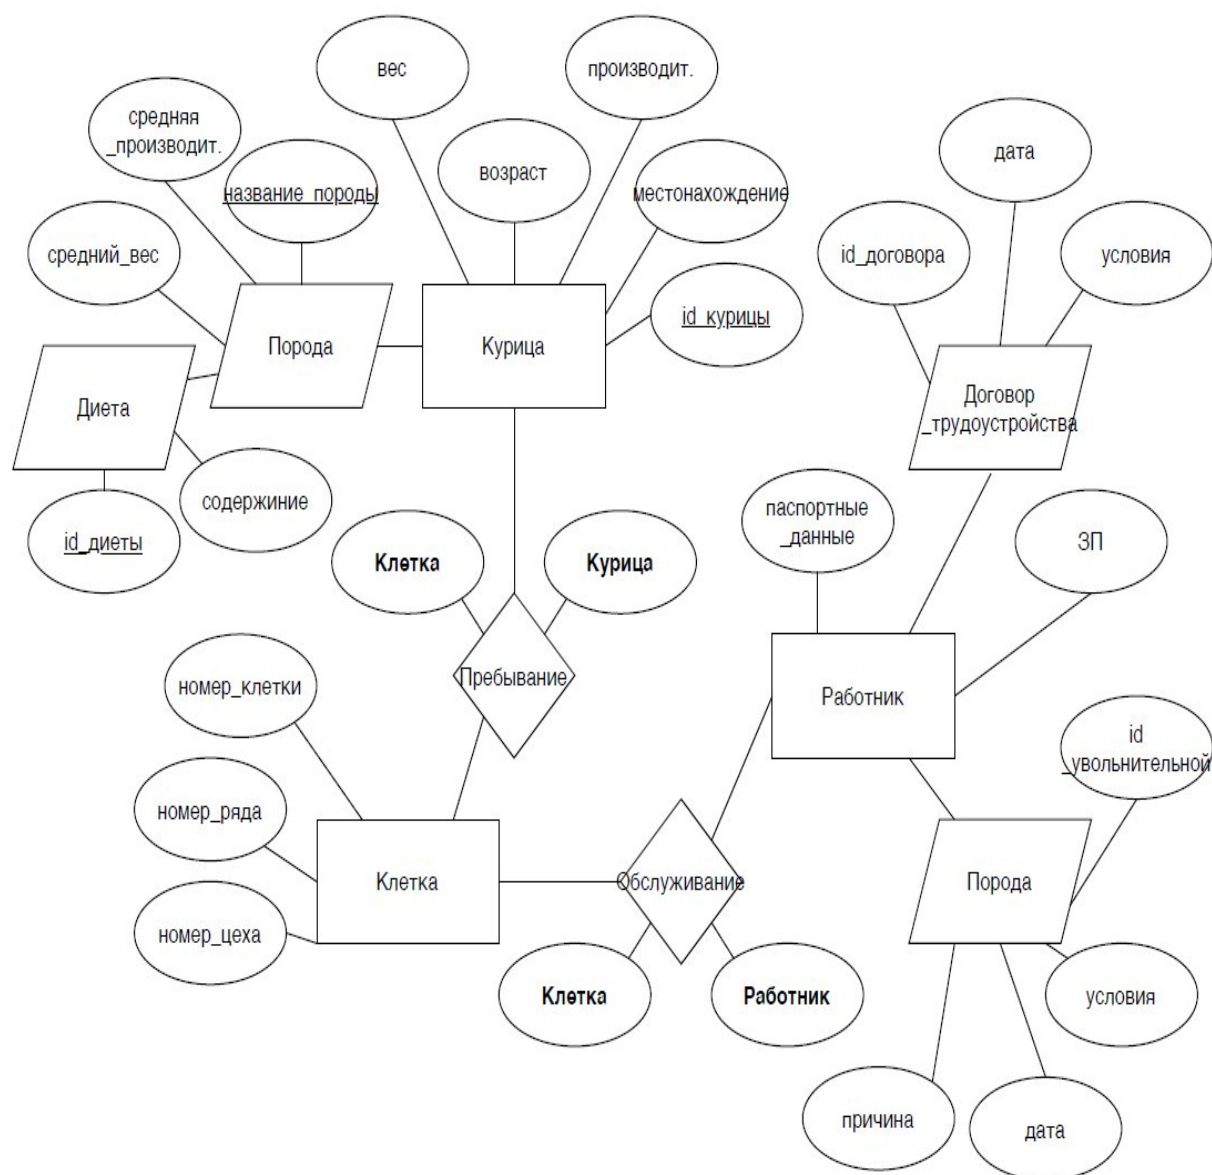 вес
производит.
средняя
_производит.
дата
возраст
название_породы
местонахождение
средний_вес
id_договора
условия
id_курицы
Порода
Курица
Диета
Договор
_трудоустройства
содержиние
паспортные
_данные
id_диеты
ЗП
Клетка
Курица
Пребывание
номер_клетки
Работник
id
_увольнительной
номер_ряда
Клетка
Обслуживание
Порода
номер_цеха
Клетка
Работник
условия
причина
дата